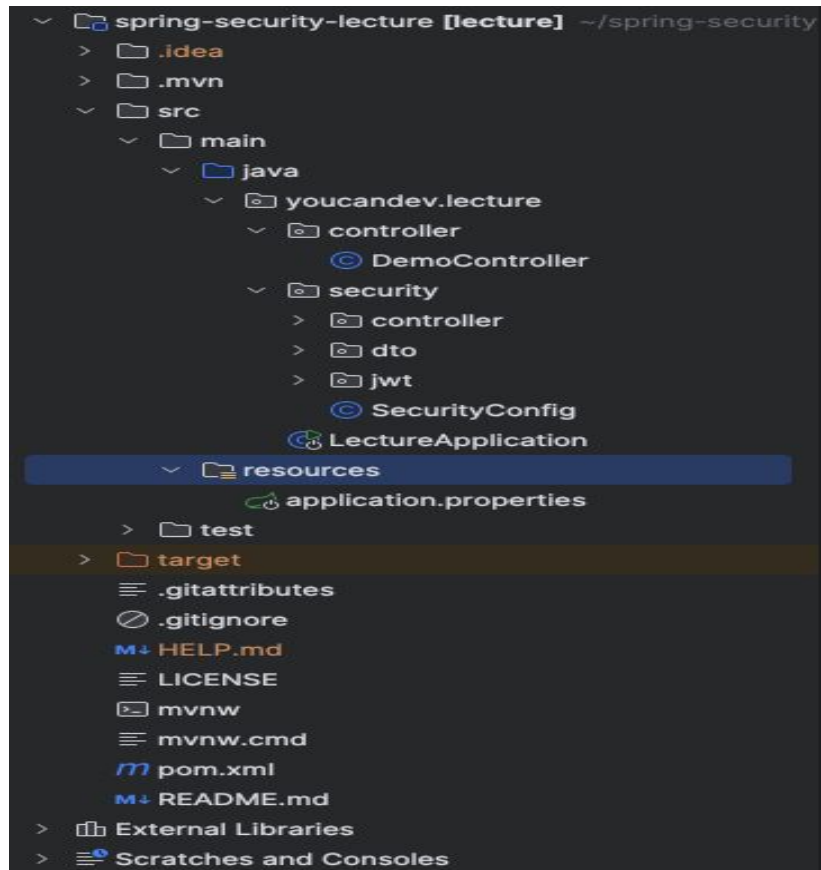 spring-security-lecture [lecture] ~/spring-security
.idea
.mvn
src
main
java
youcandev.lecture
controller
DemoController
security
controller
dto
jwt
SecurityConfig
LectureApplication
resources
application.properties
test
target
.gitattributes
.gitignore
HELP.md
LICENSE
mvnw
mvnw.cmd
pom.xml
README.md
External Libraries
Scratches and Consoles